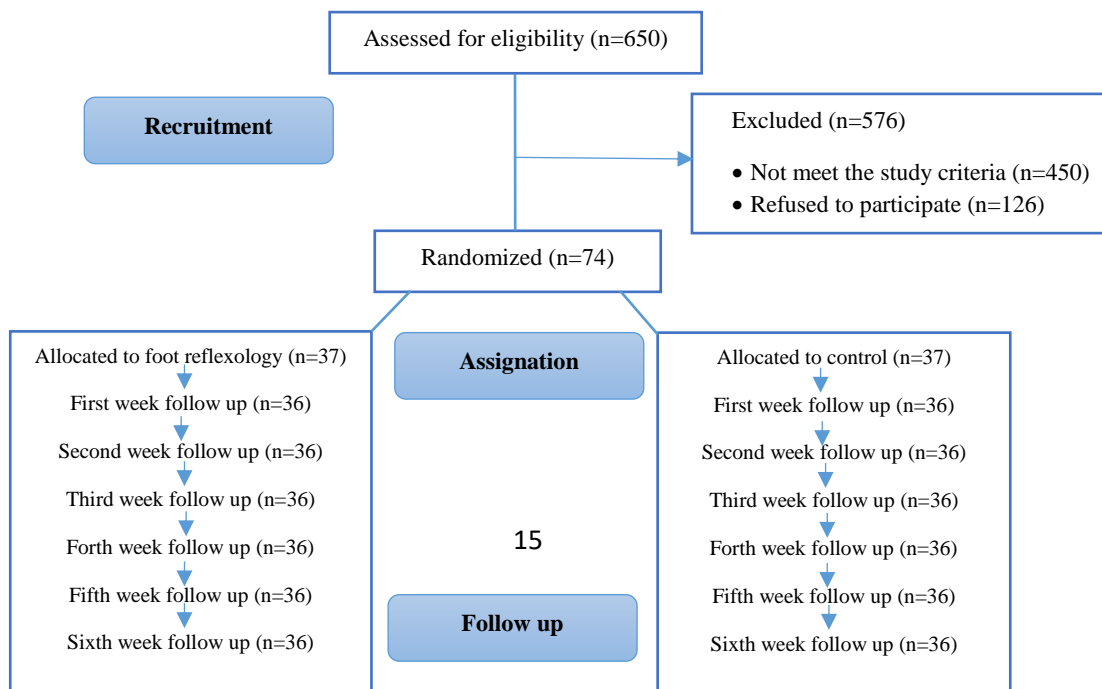 Assessed for eligibility (n=650)
Recruitment
Excluded (n=576)
• Not meet the study criteria (n=450)
• Refused to participate (n=126)
Randomized (n=74)
Allocated to foot reflexology (n=37)
First week follow up (n=36)
Second week follow up (n=36)
Third week follow up (n=36)
Forth week follow up (n=36)
Fifth week follow up (n=36)
Sixth week follow up (n=36)
Assignation
15
Follow up
Allocated to control (n=37)
First week follow up (n=36)
Second week follow up (n=36)
Third week follow up (n=36)
Forth week follow up (n=36)
Fifth week follow up (n=36)
Sixth week follow up (n=36)